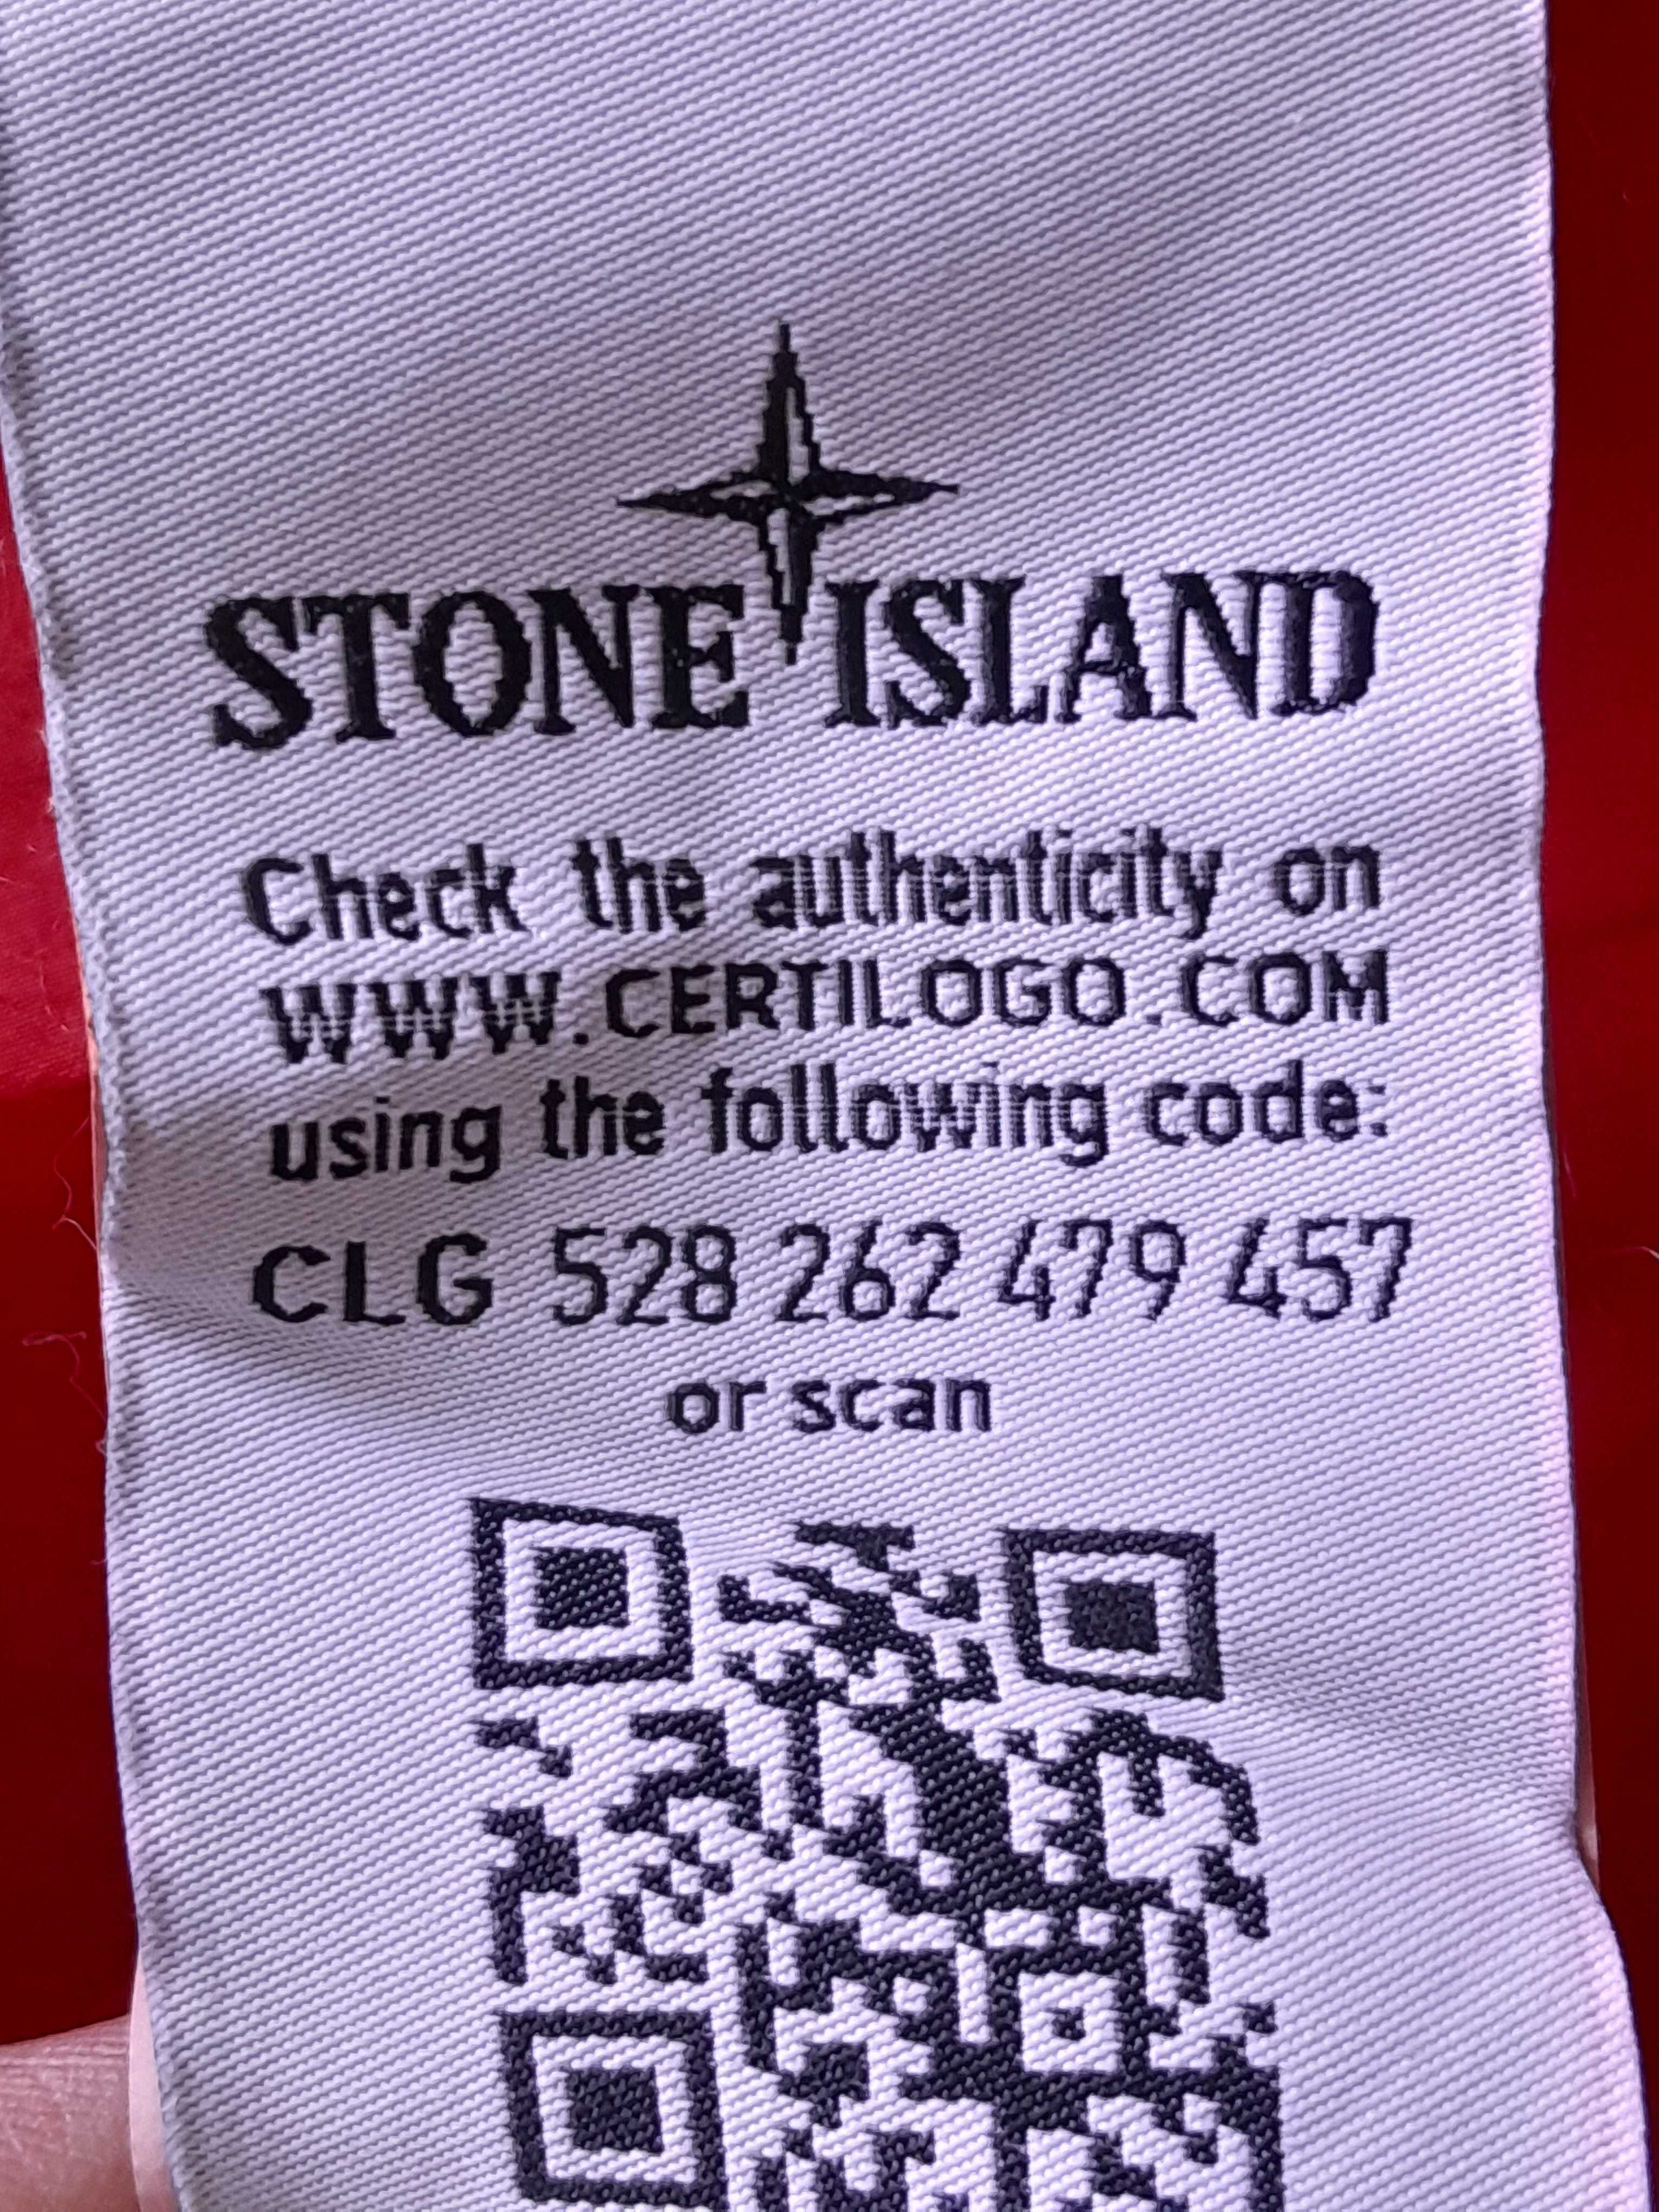 STONE ISLAND
Check the authenticity on
WWW.CERTILOGO.COM
using the following code:
CLG 528 262 479 457
or scan